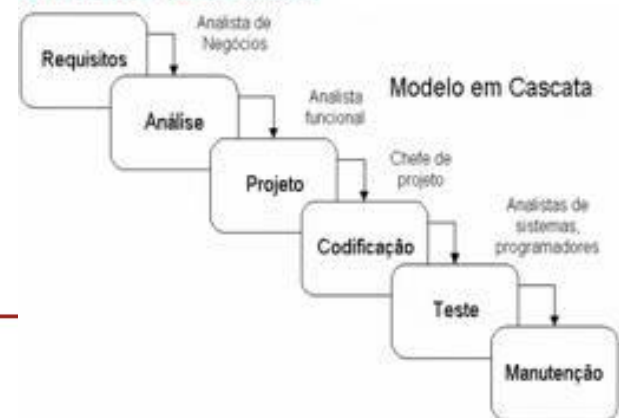 Analista de
Negócios
Requisitos
Modelo em Cascata
Analista
funcional
Análise
Chefe de
projeto
Projeto
Analistas de
sistemas,
programadores
Codificação
Teste
Manutenção